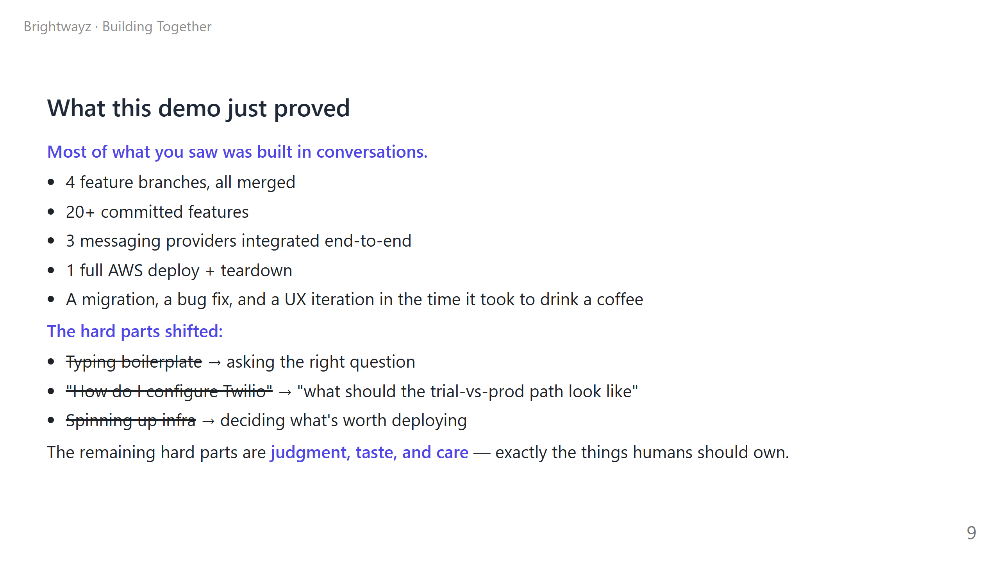 Brightwayz · Building Together
What this demo just proved
Most of what you saw was built in conversations.
• 4 feature branches, all merged
• 20+ committed features
• 3 messaging providers integrated end-to-end
• 1 full AWS deploy + teardown
• A migration, a bug fix, and a UX iteration in the time it took to drink a coffee
The hard parts shifted:
• Typing boilerplate → asking the right question
• "How do I configure Twilio" → "what should the trial-vs-prod path look like"
• Spinning up infra → deciding what's worth deploying
The remaining hard parts are judgment, taste, and care — exactly the things humans should own.
9